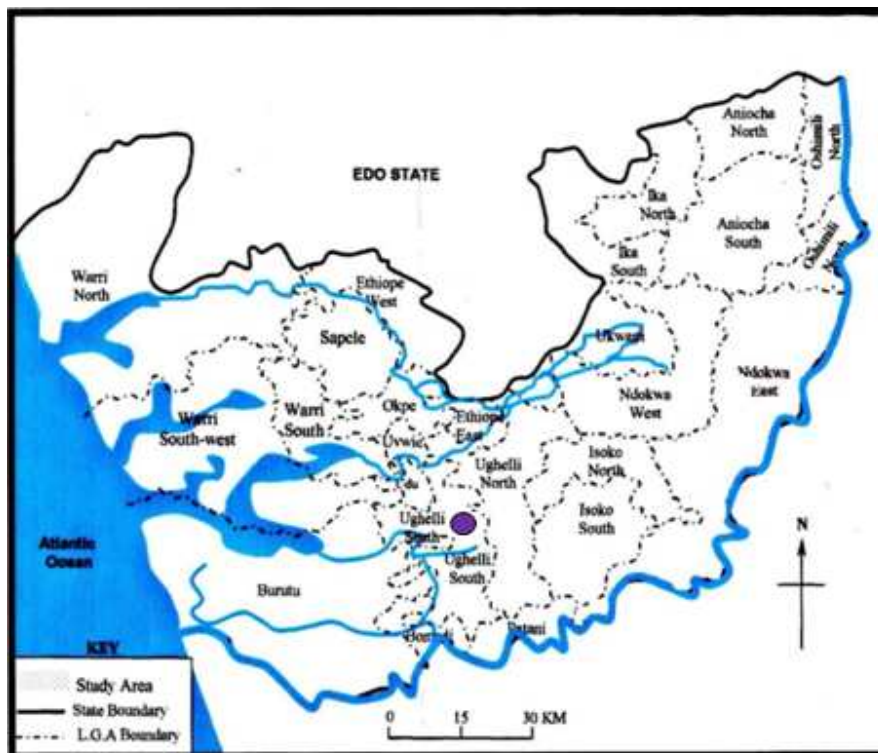 Aniocha
North
Oshimili
North
EDO STATE
Ika
North
Aniocha
South
Oshimili
North
Ika
South
Warri
North
Ethiope
West
Sapele
Ukwani
Ndokwa
East
Ndokwa
West
Okpe
Warri
South
Ethiope
East
Warri
South-west
Uvwie
Isoko
North
Ughelli
North
du
Isoko
South
Ughelli
South
N
Atlantic
Ocean
Ughelli
South
Burutu
Patani
KEY
Study Area
State Boundary
L.G.A Boundary
0 15 30 KM